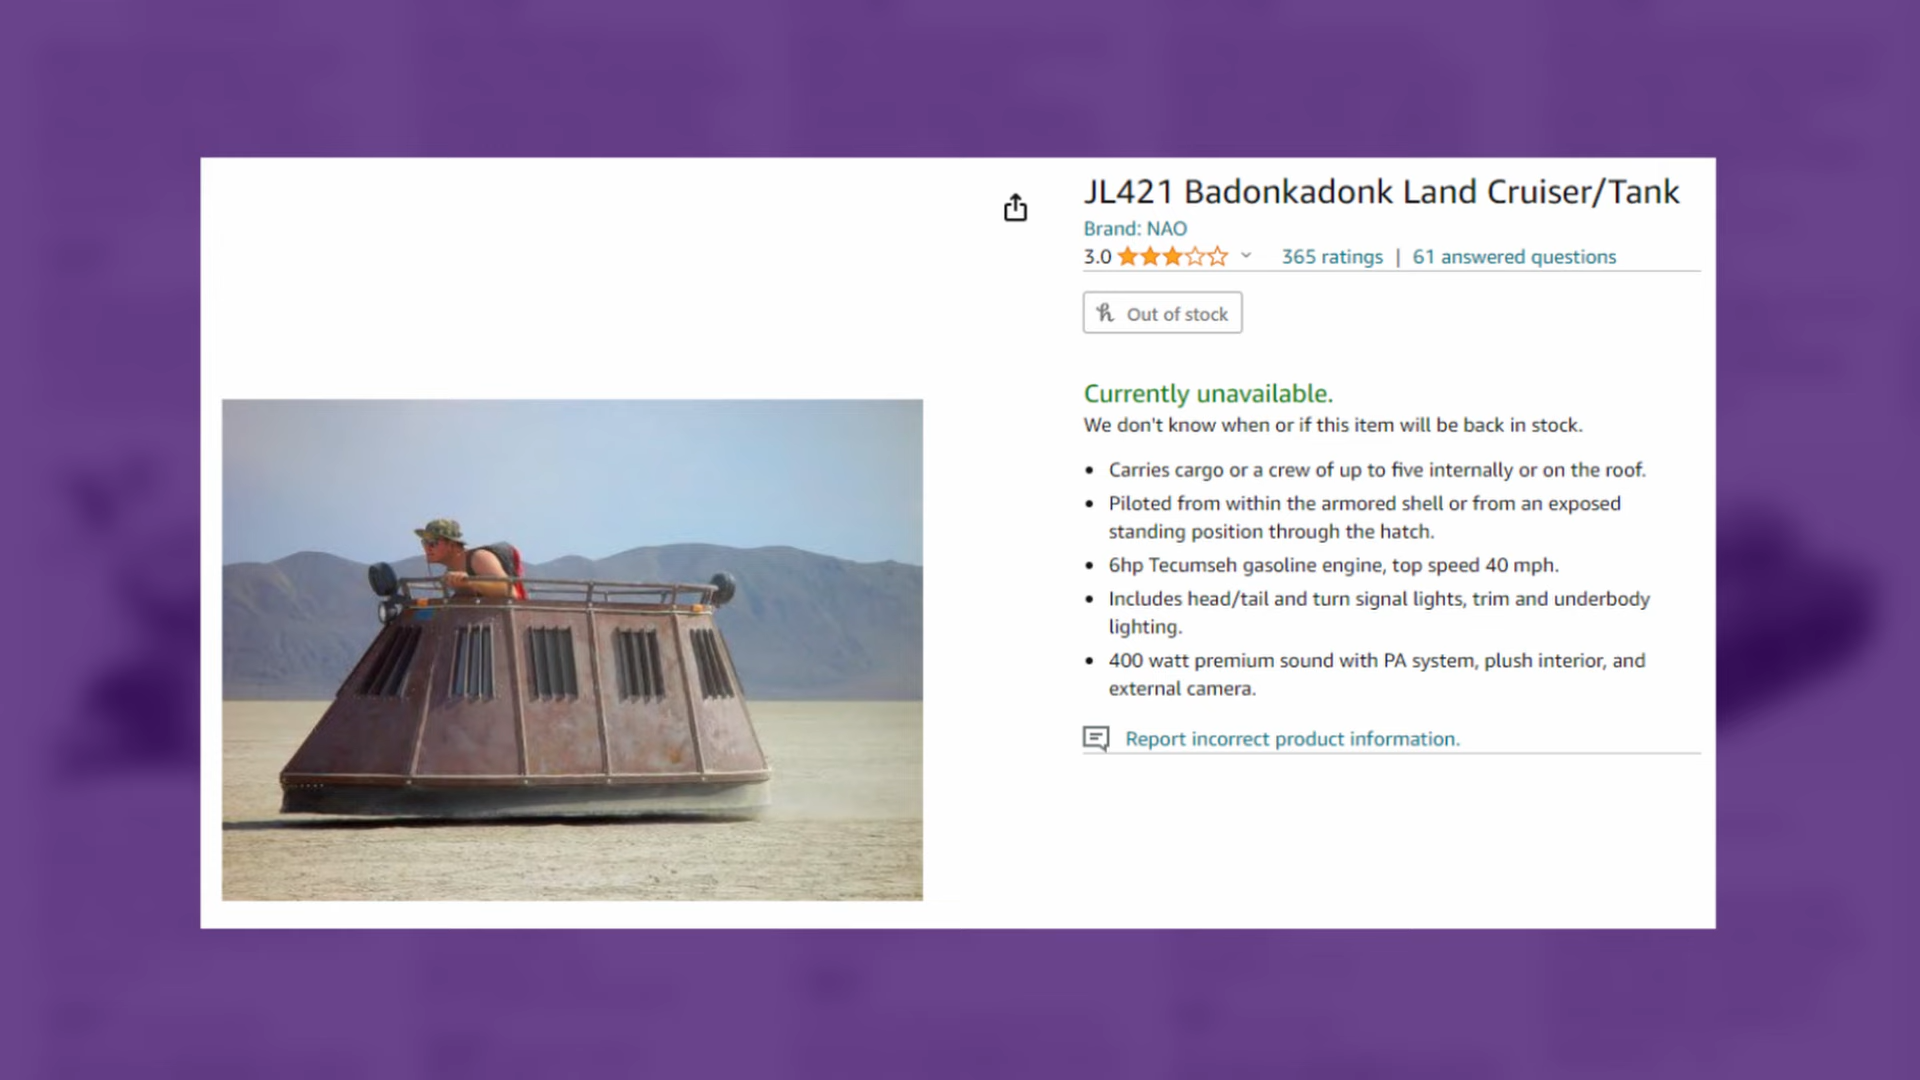 JL421 Badonkadonk Land Cruiser/Tank
Brand: NAO
3.0 365 ratings | 61 answered questions
Out of stock
Currently unavailable.
We don't know when or if this item will be back in stock.
• Carries cargo or a crew of up to five internally or on the roof.
• Piloted from within the armored shell or from an exposed
standing position through the hatch.
• 6hp Tecumseh gasoline engine, top speed 40 mph.
• Includes head/tail and turn signal lights, trim and underbody
lighting.
• 400 watt premium sound with PA system, plush interior, and
external camera.
Report incorrect product information.